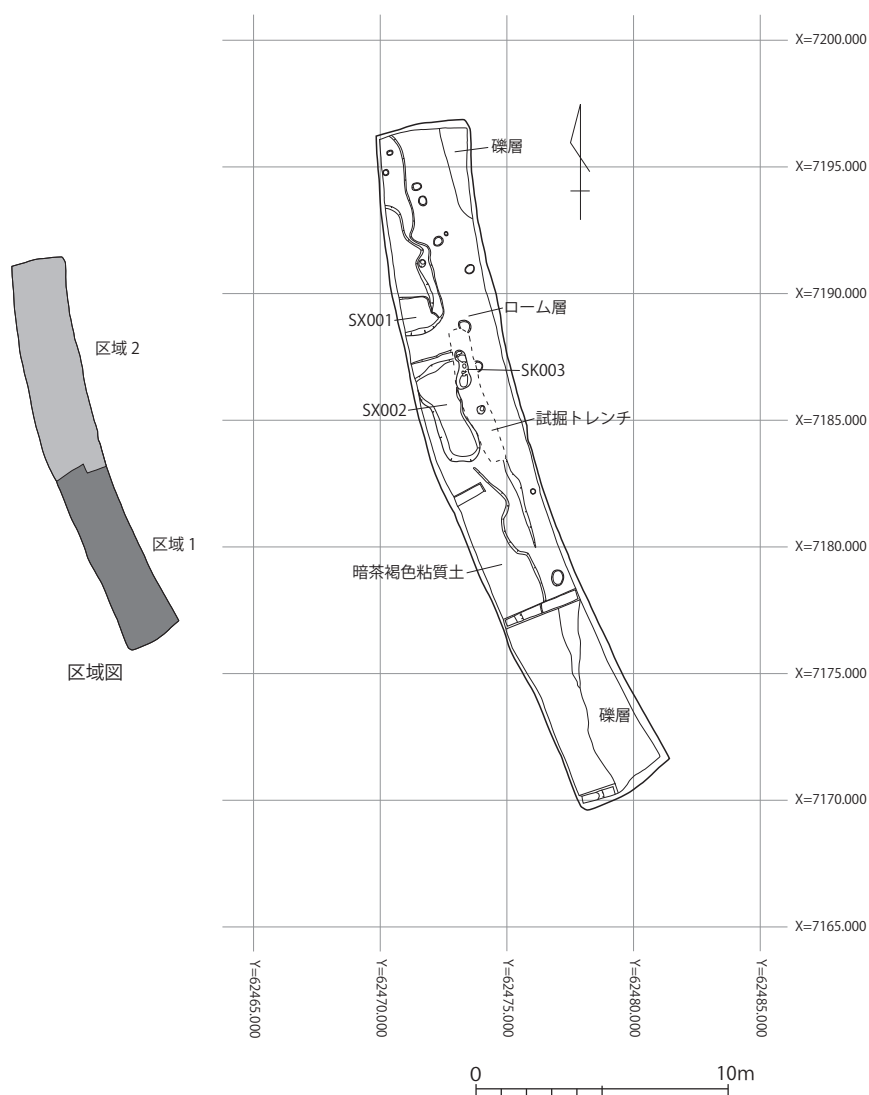 X=7200.000
礫層
X=7195.000
X=7190.000
ローム層
SX001
SK003
SX002
試掘トレンチ
X=7185.000
X=7180.000
暗茶褐色粘質土
X=7175.000
礫層
X=7170.000
X=7165.000
区域2
区域1
区域図
Y=62465.000
Y=62470.000
Y=62475.000
Y=62480.000
Y=62485.000
0 10m